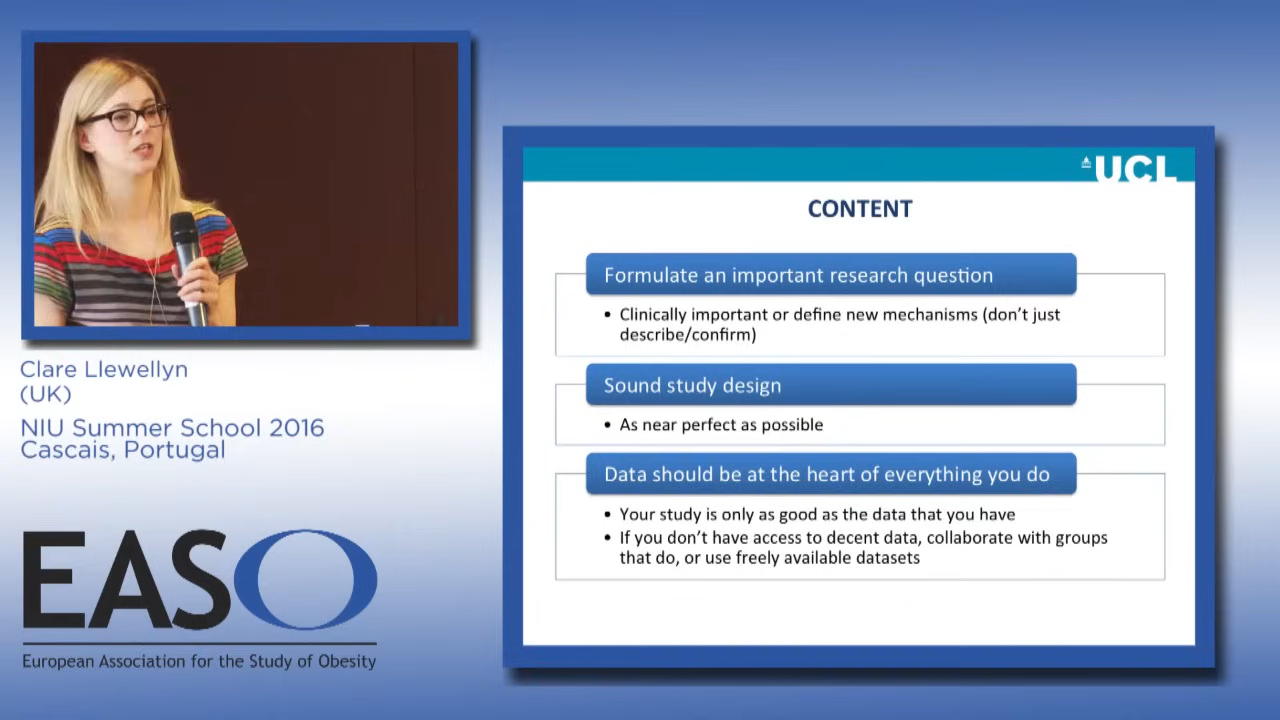 Clare Llewellyn
(UK)
NIU Summer School 2016
Cascais, Portugal
EASO
European Association for the Study of Obesity
UCL
CONTENT
Formulate an important research question
• Clinically important or define new mechanisms (don't just
describe/confirm)
Sound study design
• As near perfect as possible
Data should be at the heart of everything you do
• Your study is only as good as the data that you have
• If you don't have access to decent data, collaborate with groups
that do, or use freely available datasets